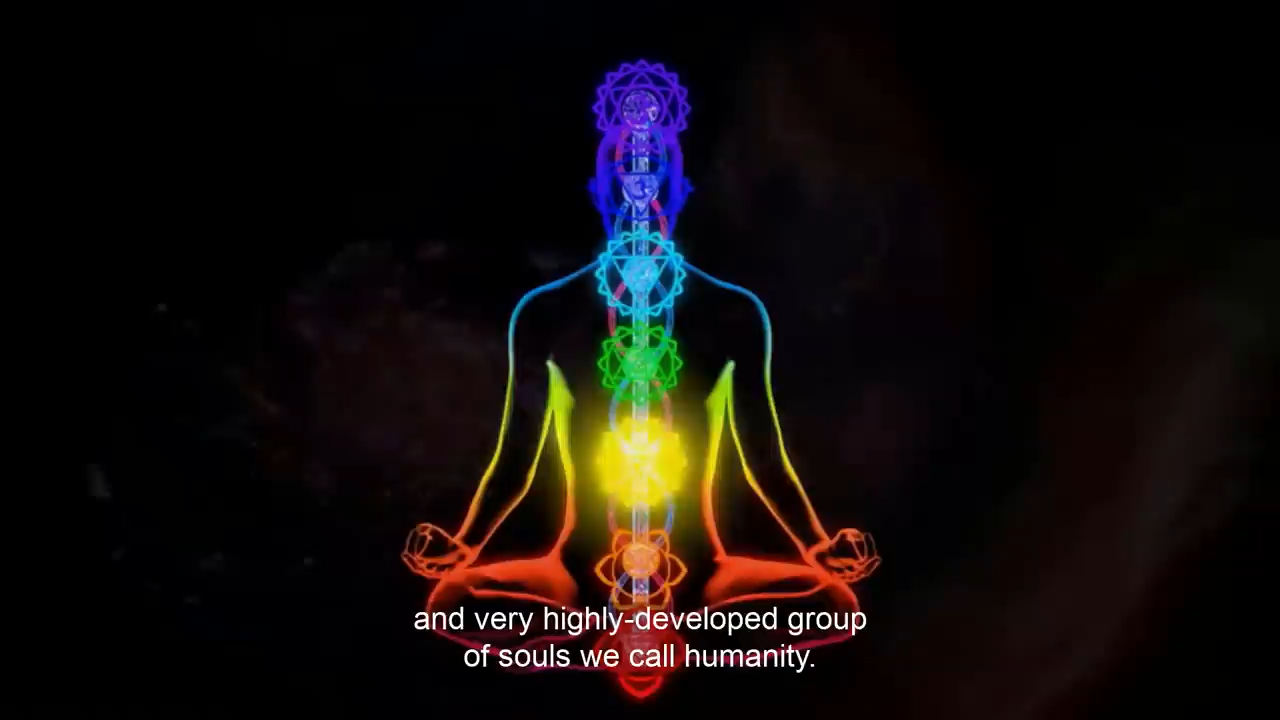 and very highly-developed group
of souls we call humanity.